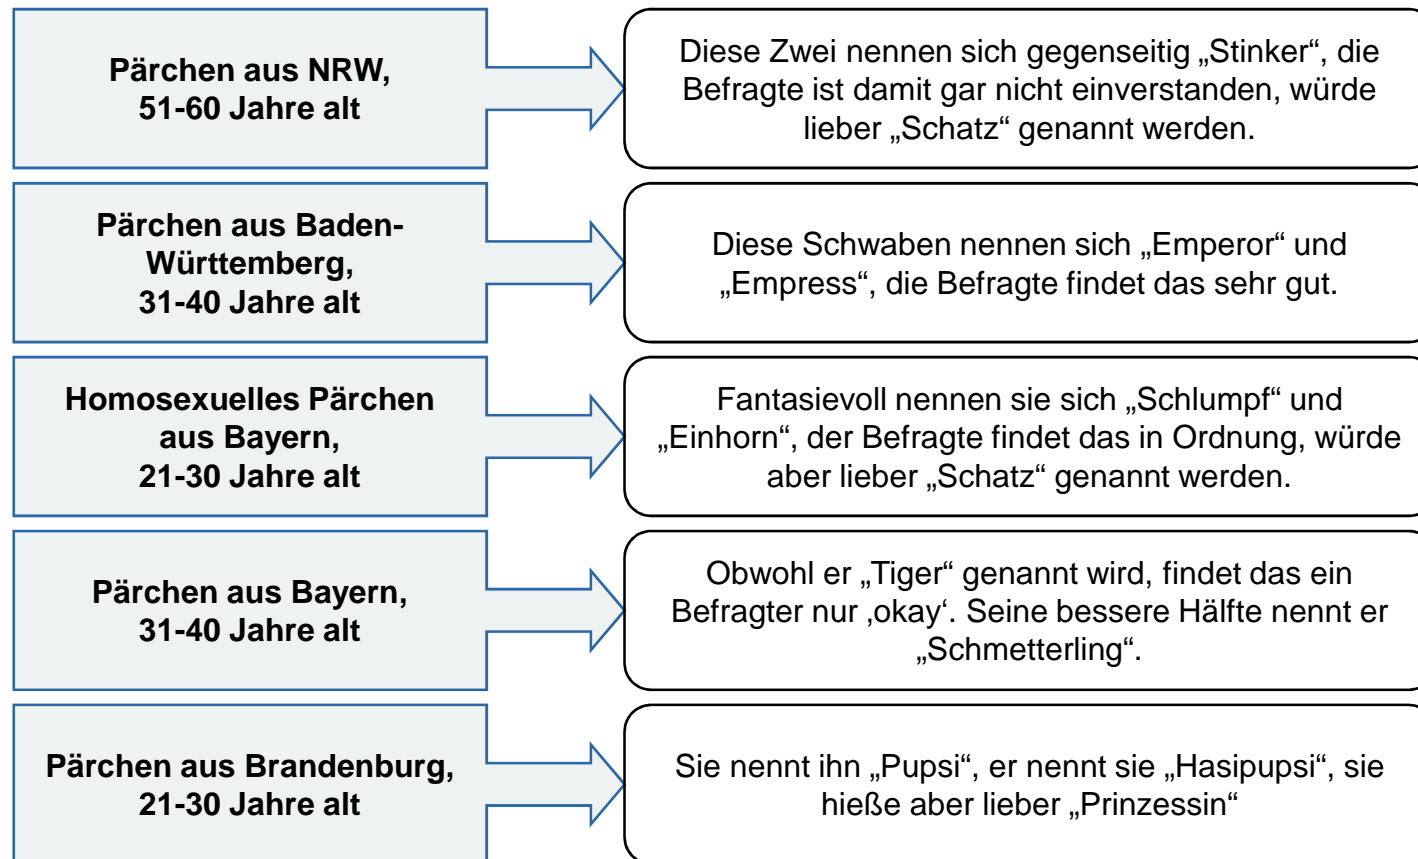 Pärchen aus NRW,
51-60 Jahre alt
Diese Zwei nennen sich gegenseitig „Stinker“, die
Befragte ist damit gar nicht einverstanden, würde
lieber „Schatz“ genannt werden.
Pärchen aus Baden-
Württemberg,
31-40 Jahre alt
Diese Schwaben nennen sich „Emperor“ und
„Empress“, die Befragte findet das sehr gut.
Homosexuelles Pärchen
aus Bayern,
21-30 Jahre alt
Fantasievoll nennen sie sich „Schlumpf“ und
„Einhorn“, der Befragte findet das in Ordnung, würde
aber lieber „Schatz“ genannt werden.
Pärchen aus Bayern,
31-40 Jahre alt
Obwohl er „Tiger“ genannt wird, findet das ein
Befragter nur ‚okay‘. Seine bessere Hälfte nennt er
„Schmetterling“.
Pärchen aus Brandenburg,
21-30 Jahre alt
Sie nennt ihn „Pupsi“, er nennt sie „Hasipupsi“, sie
hieße aber lieber „Prinzessin“